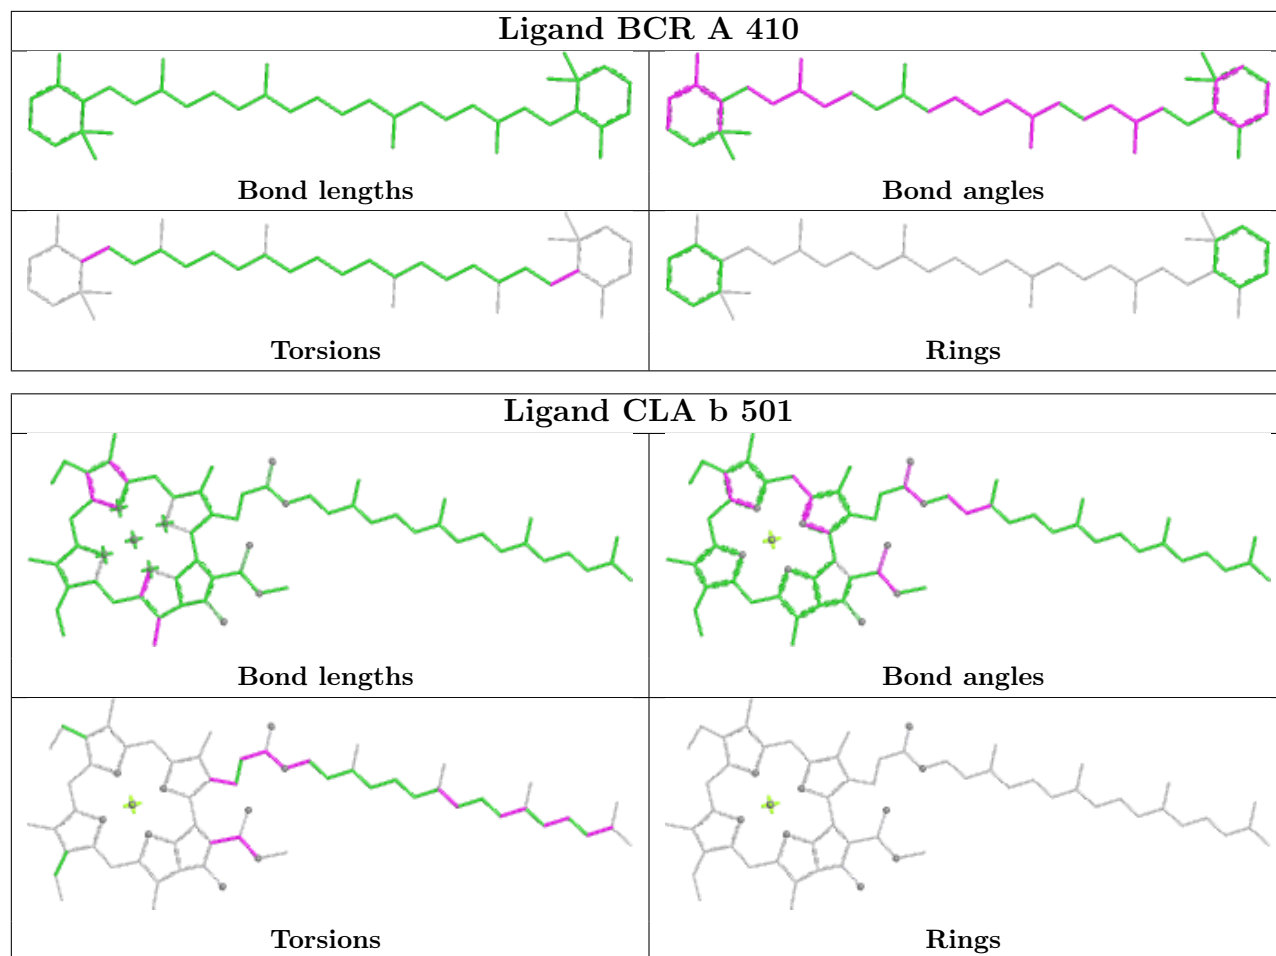 Ligand BCR A 410
Bond lengths
Bond angles
Torsions
Rings
Ligand CLA b 501
Bond lengths
Bond angles
Torsions
Rings